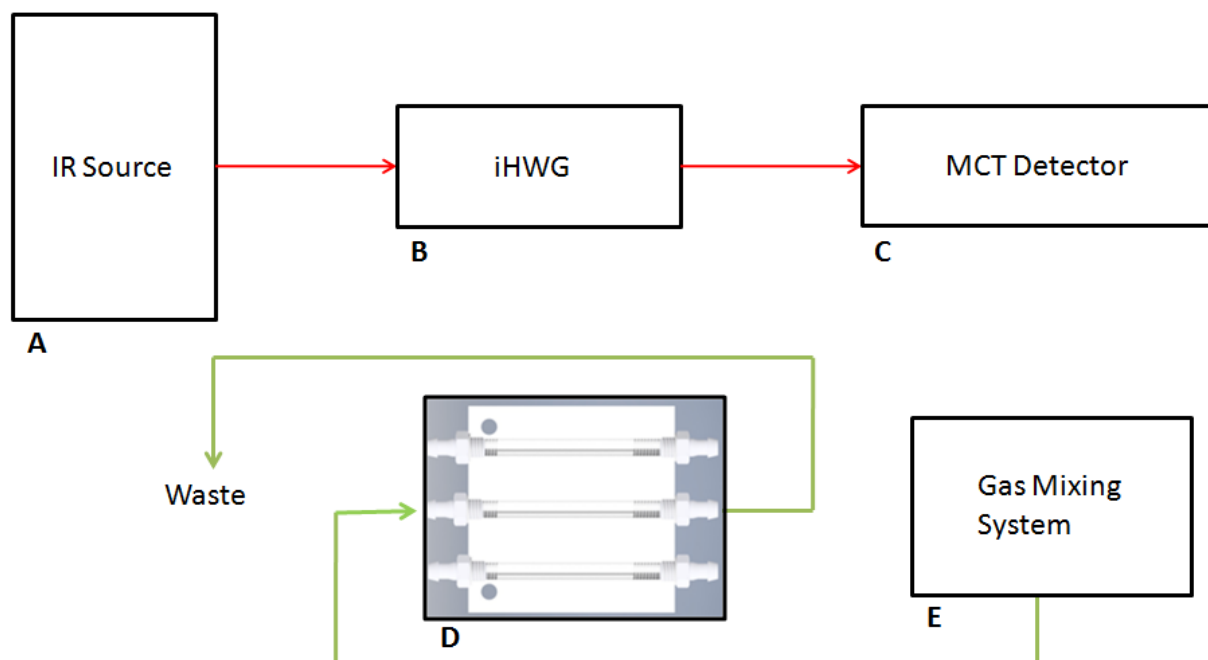 IR Source
iHWG
MCT Detector
B
C
A
Waste
Gas Mixing
System
D
E